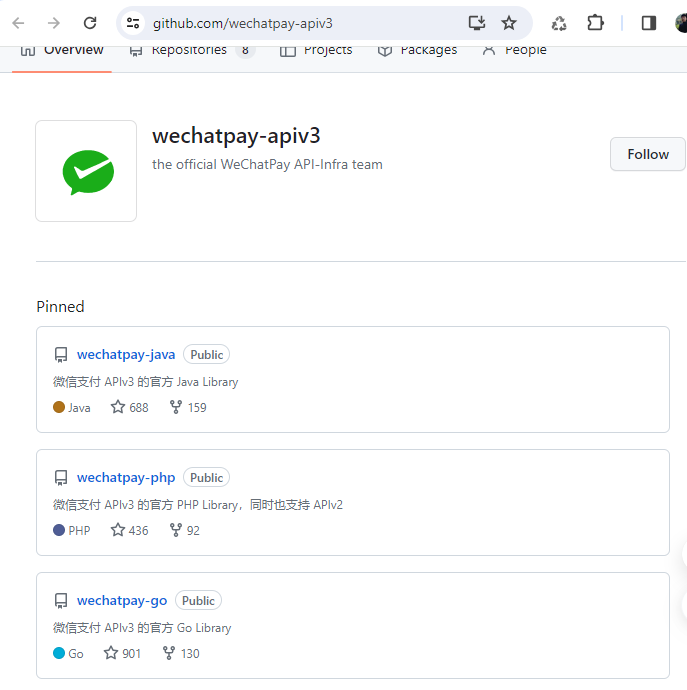 github.com/wechatpay-apiv3
Overview Repositories 8 Projects Packages People
wechatpay-apiv3
the official WeChatPay API-Infra team
Follow
Pinned
wechatpay-java Public
微信支付 APIv3 的官方 Java Library
Java 688 159
wechatpay-php Public
微信支付 APIv3 的官方 PHP Library，同时也支持 APIv2
PHP 436 92
wechatpay-go Public
微信支付 APIv3 的官方 Go Library
Go 901 130